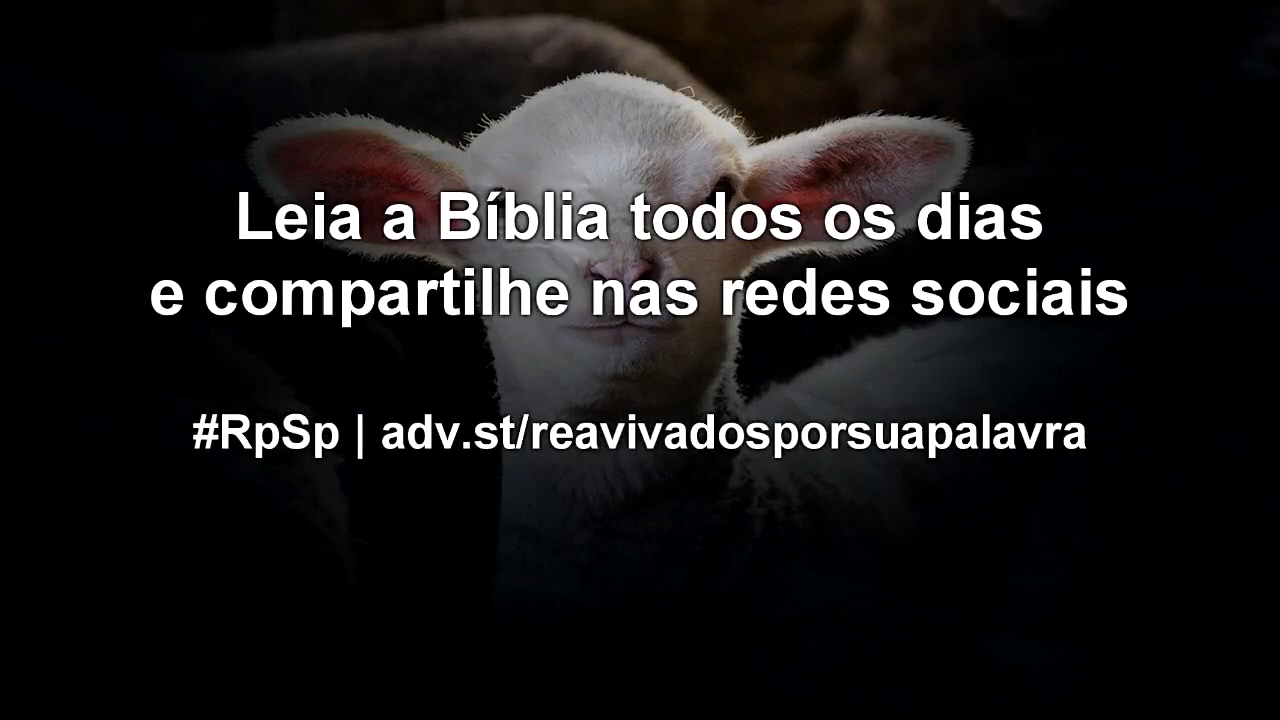 Leia a Bíblia todos os dias
e compartilhe nas redes sociais
#RpSp | adv.st/reavivadosporsuapalavra